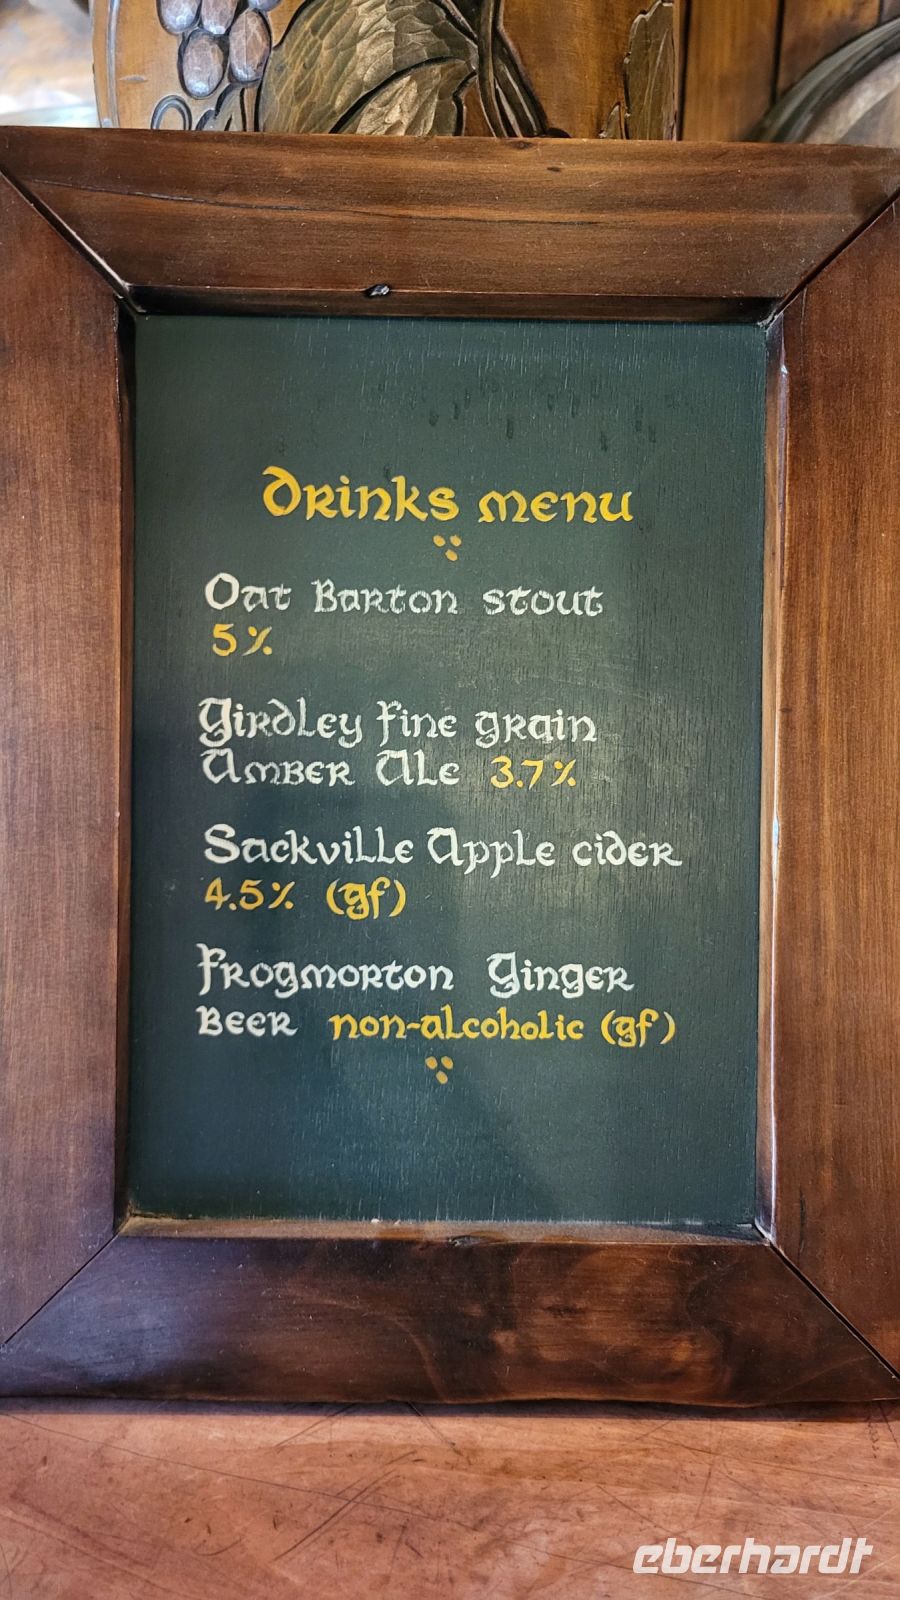 Drinks menu
Oat Barton stout
5%
Girdley fine grain
Amber Ale 3.7%
Sackville Apple cider
4.5% (gf)
Frogmorton Ginger
Beer non-alcoholic (gf)
eberhardt